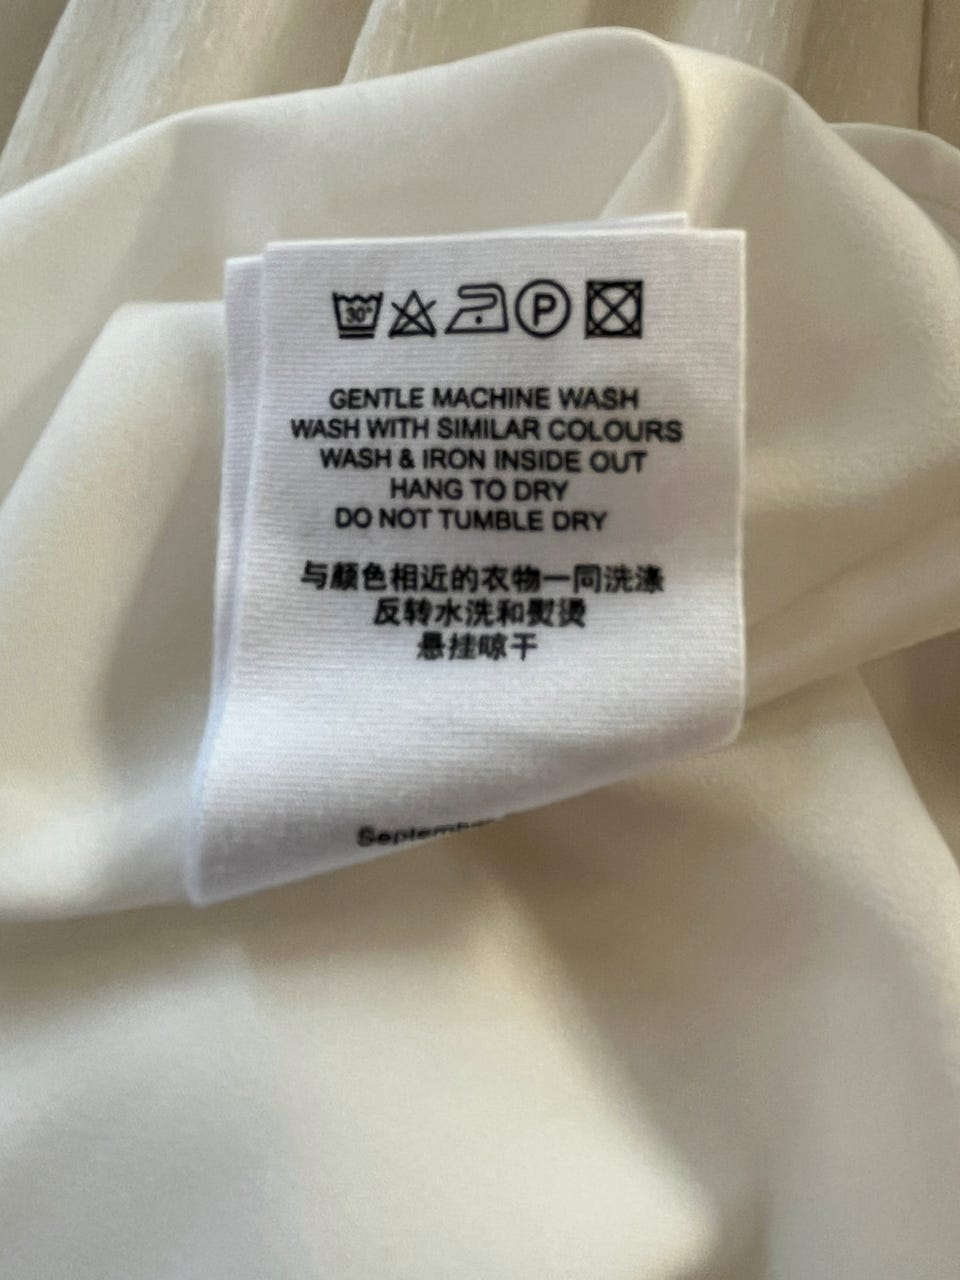 30°
P
GENTLE MACHINE WASH
WASH WITH SIMILAR COLOURS
WASH & IRON INSIDE OUT
HANG TO DRY
DO NOT TUMBLE DRY
与颜色相近的衣物一同洗涤
反转水洗和熨烫
悬挂晾干
September